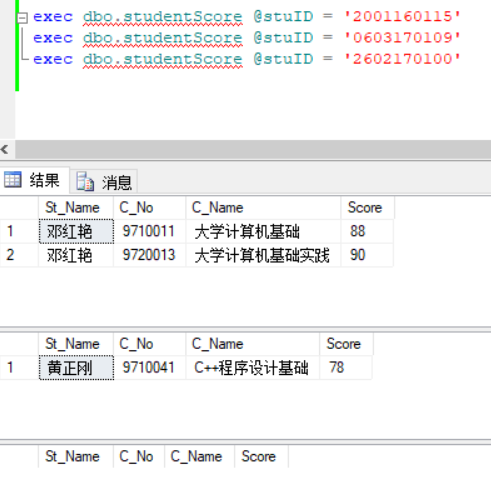 exec dbo.studentScore @stuID = '2001160115'
exec dbo.studentScore @stuID = '0603170109'
exec dbo.studentScore @stuID = '2602170100'
结果 消息
St_Name C_No C_Name Score
1 邓红艳 9710011 大学计算机基础 88
2 邓红艳 9720013 大学计算机基础实践 90
St_Name C_No C_Name Score
1 黄正刚 9710041 C++程序设计基础 78
St_Name C_No C_Name Score